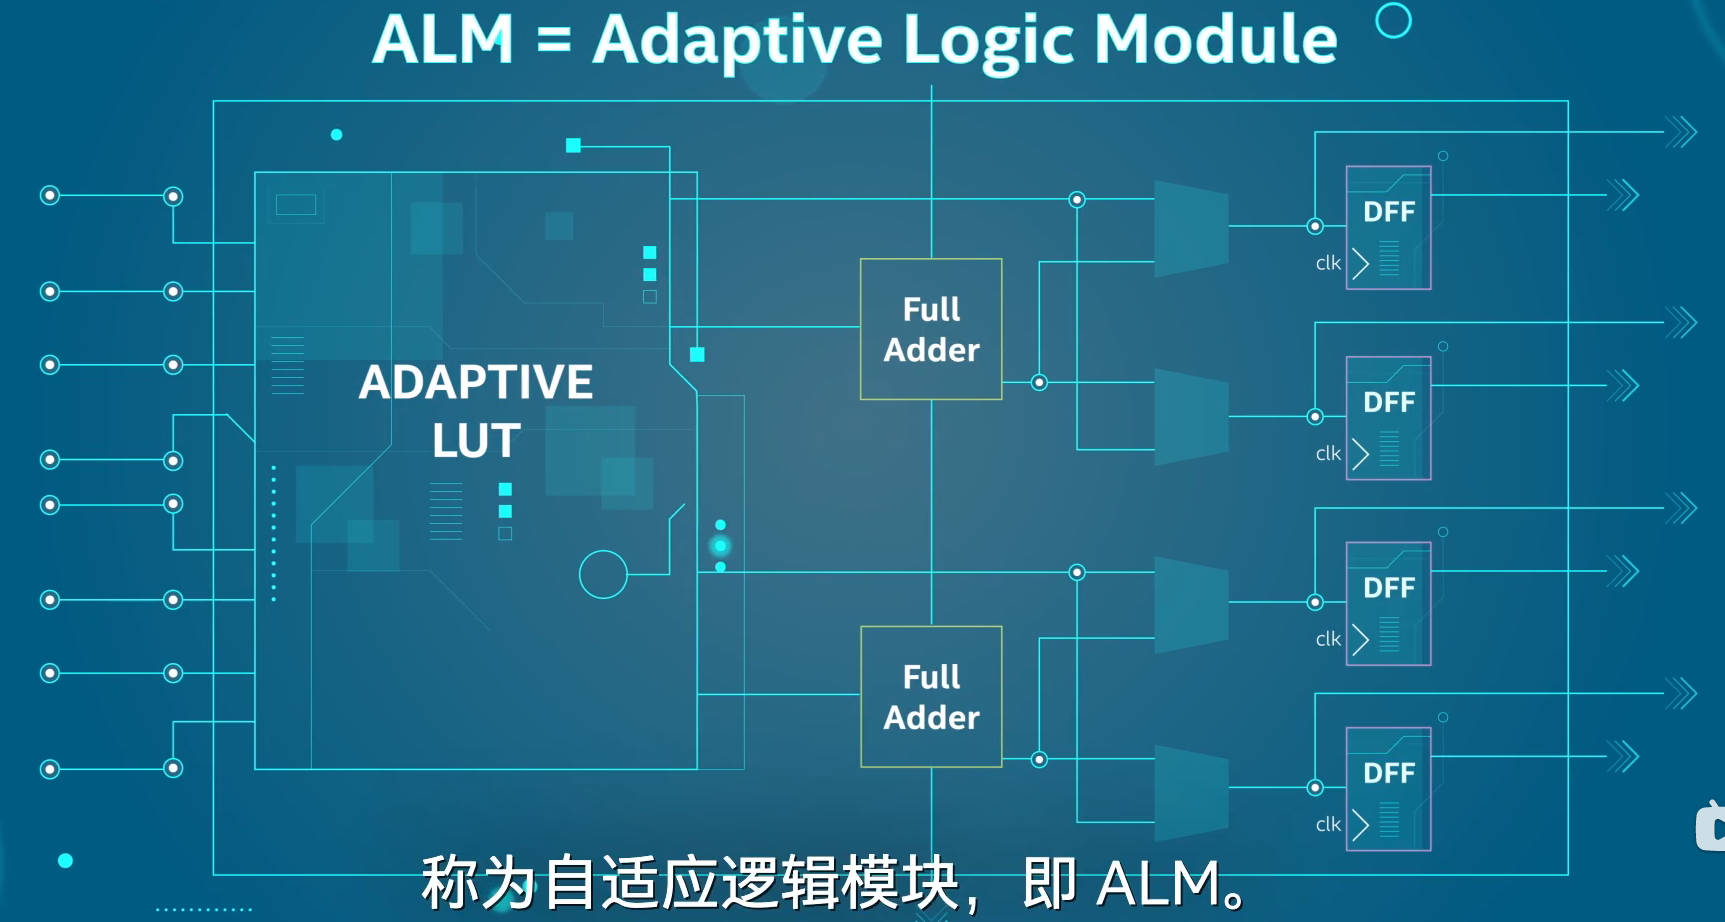 ALM = Adaptive Logic Module
ADAPTIVE
LUT
Full
Adder
Full
Adder
DFF
clk
DFF
clk
DFF
clk
DFF
clk
称为自适应逻辑模块，即 ALM。